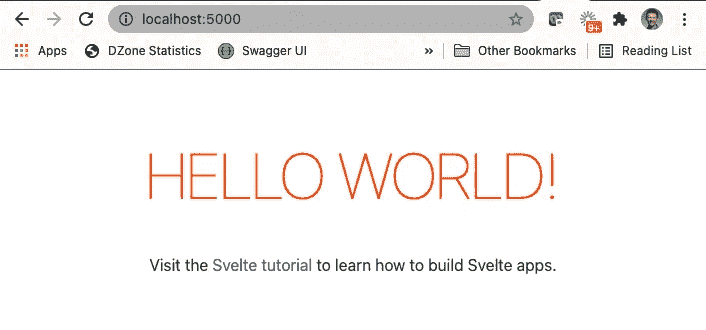 localhost:5000
9+
Apps DZone Statistics Swagger UI » Other Bookmarks Reading List
HELLO WORLD!
Visit the Svelte tutorial to learn how to build Svelte apps.